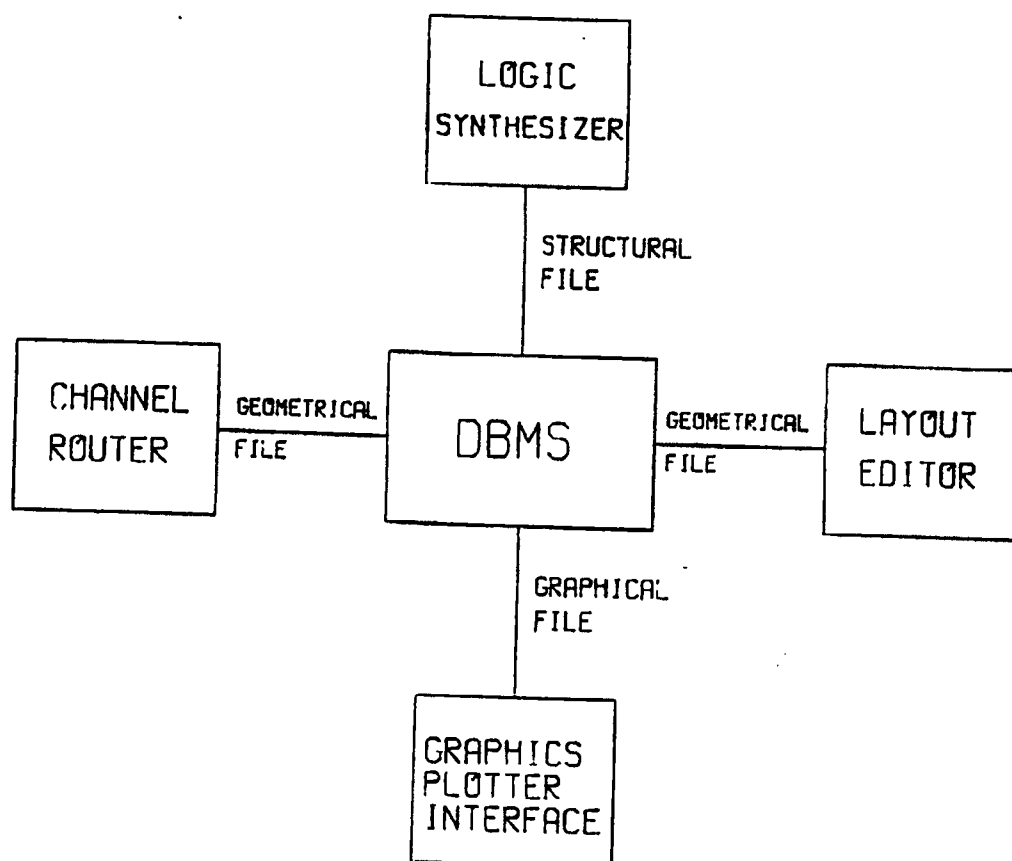 LOGIC
SYNTHESIZER
STRUCTURAL
FILE
CHANNEL
ROUTER
GEOMETRICAL
FILE
DBMS
GEOMETRICAL
FILE
LAYOUT
EDITOR
GRAPHICAL
FILE
GRAPHICS
PLOTTER
INTERFACE